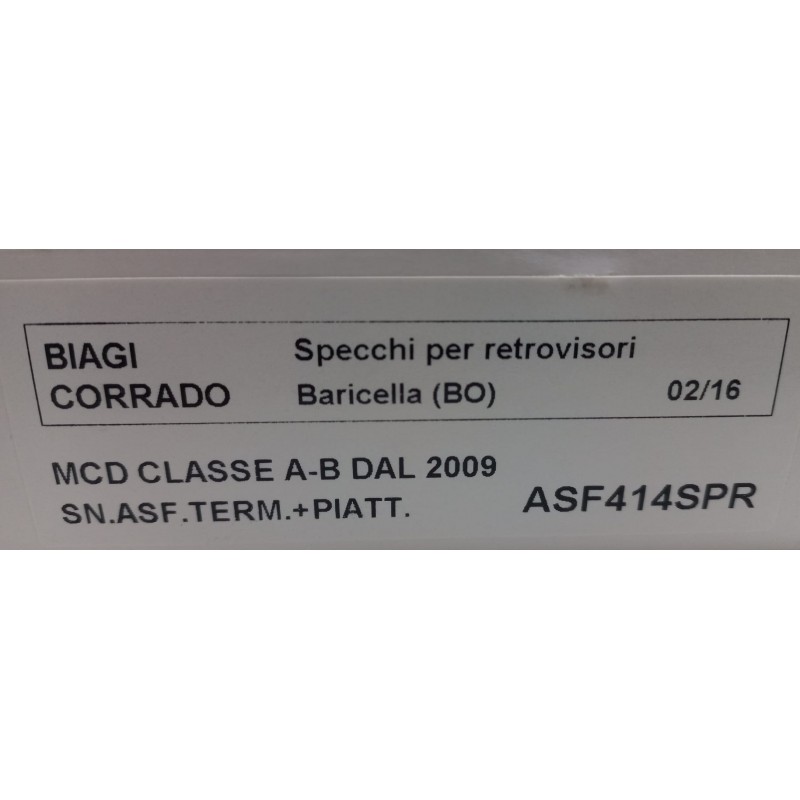 BIAGI Specchi per retrovisori
CORRADO Baricella (BO) 02/16
MCD CLASSE A-B DAL 2009
SN.ASF.TERM.+PIATT. ASF414SPR